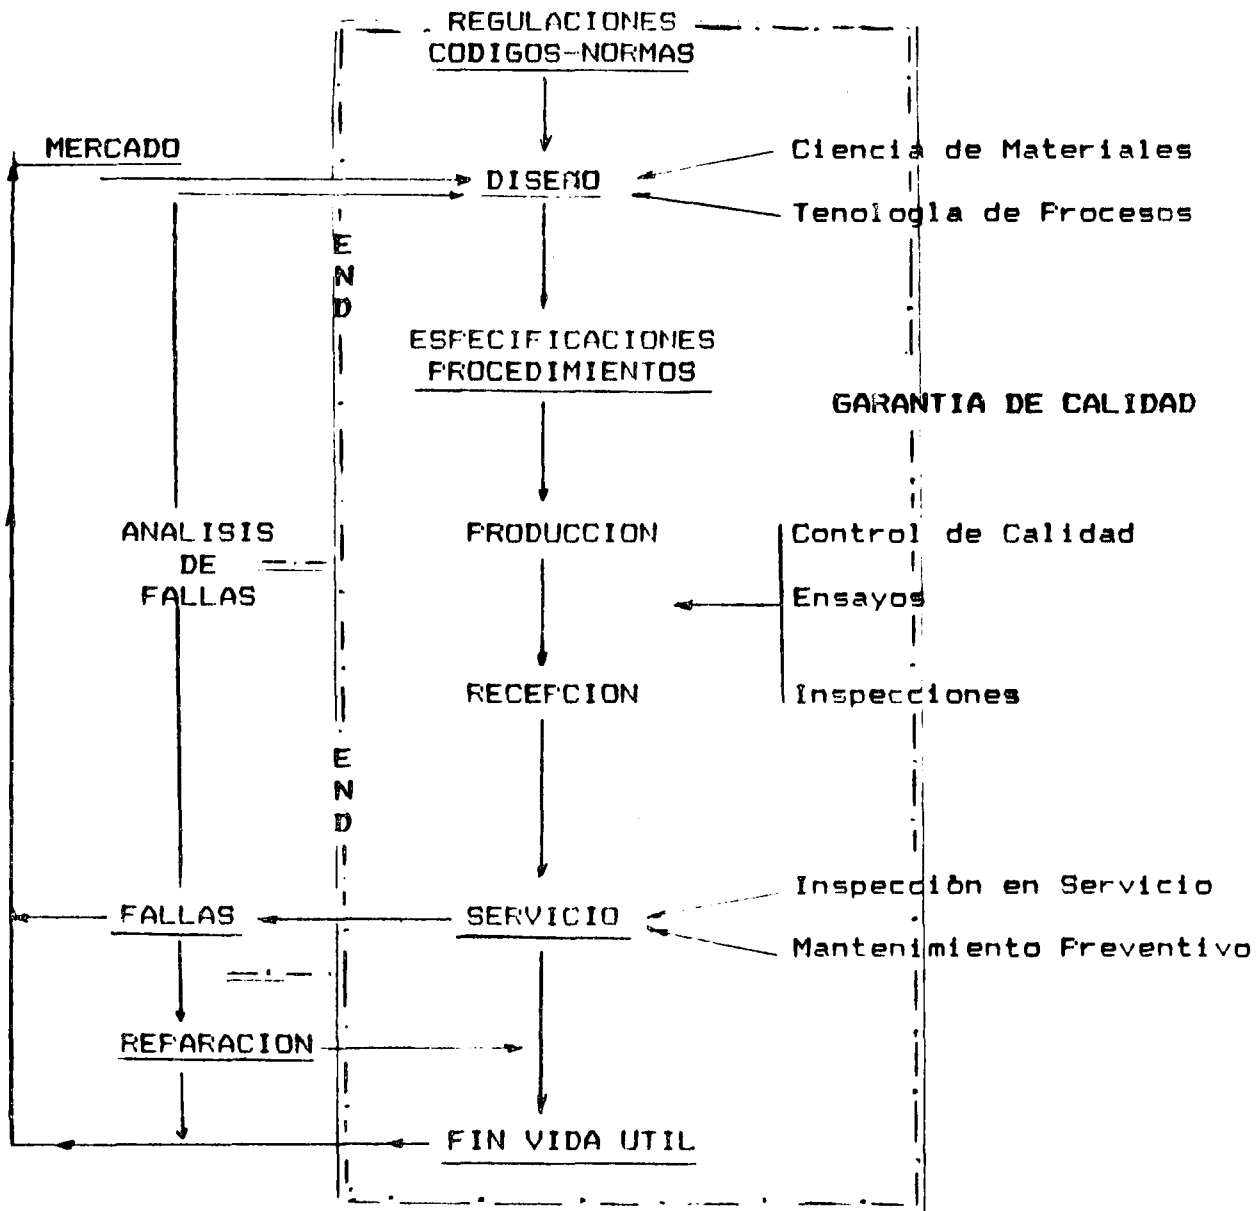 REGULACIONES
CODIGOS-NORMAS
MERCADO
Ciencia de Materiales
DISEÑO
Tenología de Procesos
E
N
D
ESPECIFICACIONES
PROCEDIMIENTOS
GARANTIA DE CALIDAD
ANALISIS
DE
FALLAS
PRODUCCION
Control de Calidad
Ensayos
RECEPCION
Inspecciones
E
N
D
Inspección en Servicio
FALLAS
SERVICIO
Mantenimiento Preventivo
REPARACION
FIN VIDA UTIL